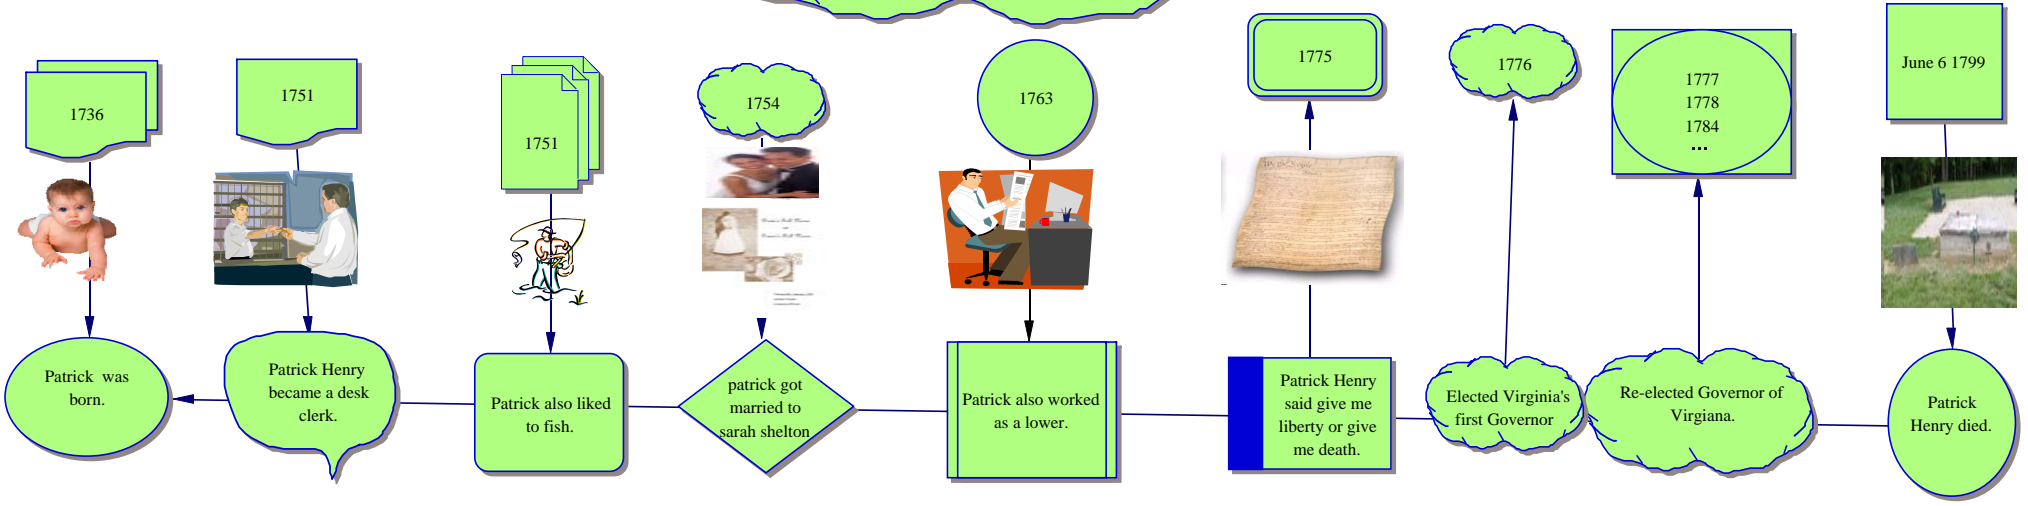 1736
1751
1751
1754
1763
1775
1776
1777
1778
1784
...
June 6 1799
Patrick was
born.
Patrick Henry
became a desk
clerk.
Patrick also liked
to fish.
patrick got
married to
sarah shelton
Patrick also worked
as a lower.
Patrick Henry
said give me
liberty or give
me death.
Elected Virginia's
first Governor
Re-elected Governor of
Virgiana.
Patrick
Henry died.